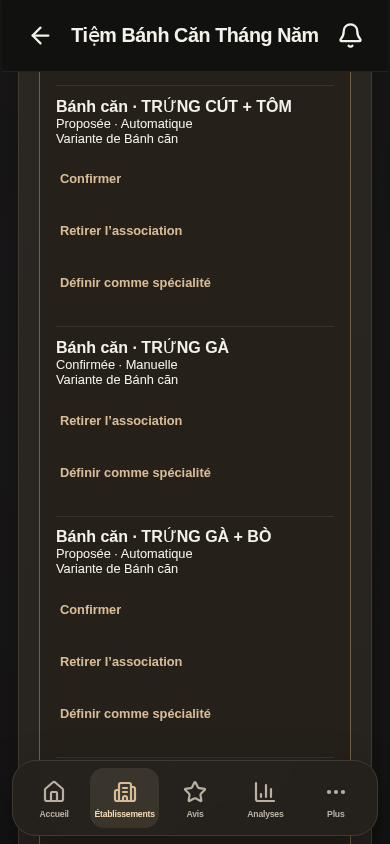 Tiệm Bánh Căn Tháng Năm
Bánh căn · TRỨNG CÚT + TÔM
Proposée · Automatique
Variante de Bánh căn
Confirmer
Retirer l’association
Définir comme spécialité
Bánh căn · TRỨNG GÀ
Confirmée · Manuelle
Variante de Bánh căn
Retirer l’association
Définir comme spécialité
Bánh căn · TRỨNG GÀ + BÒ
Proposée · Automatique
Variante de Bánh căn
Confirmer
Retirer l’association
Définir comme spécialité
Accueil
Établissements
Avis
Analyses
Plus